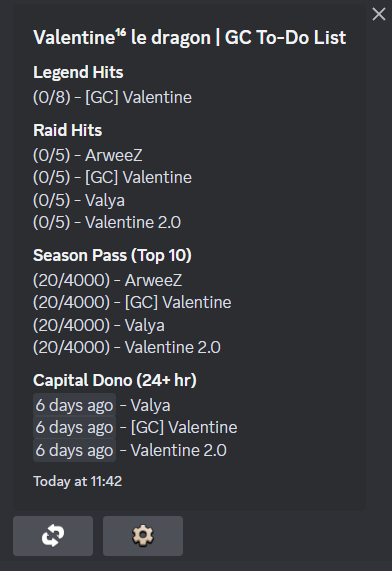 Valentine¹⁶ le dragon | GC To-Do List
Legend Hits
(0/8) - [GC] Valentine
Raid Hits
(0/5) - ArweeZ
(0/5) - [GC] Valentine
(0/5) - Valya
(0/5) - Valentine 2.0
Season Pass (Top 10)
(20/4000) - ArweeZ
(20/4000) - [GC] Valentine
(20/4000) - Valya
(20/4000) - Valentine 2.0
Capital Dono (24+ hr)
6 days ago - Valya
6 days ago - [GC] Valentine
6 days ago - Valentine 2.0
Today at 11:42